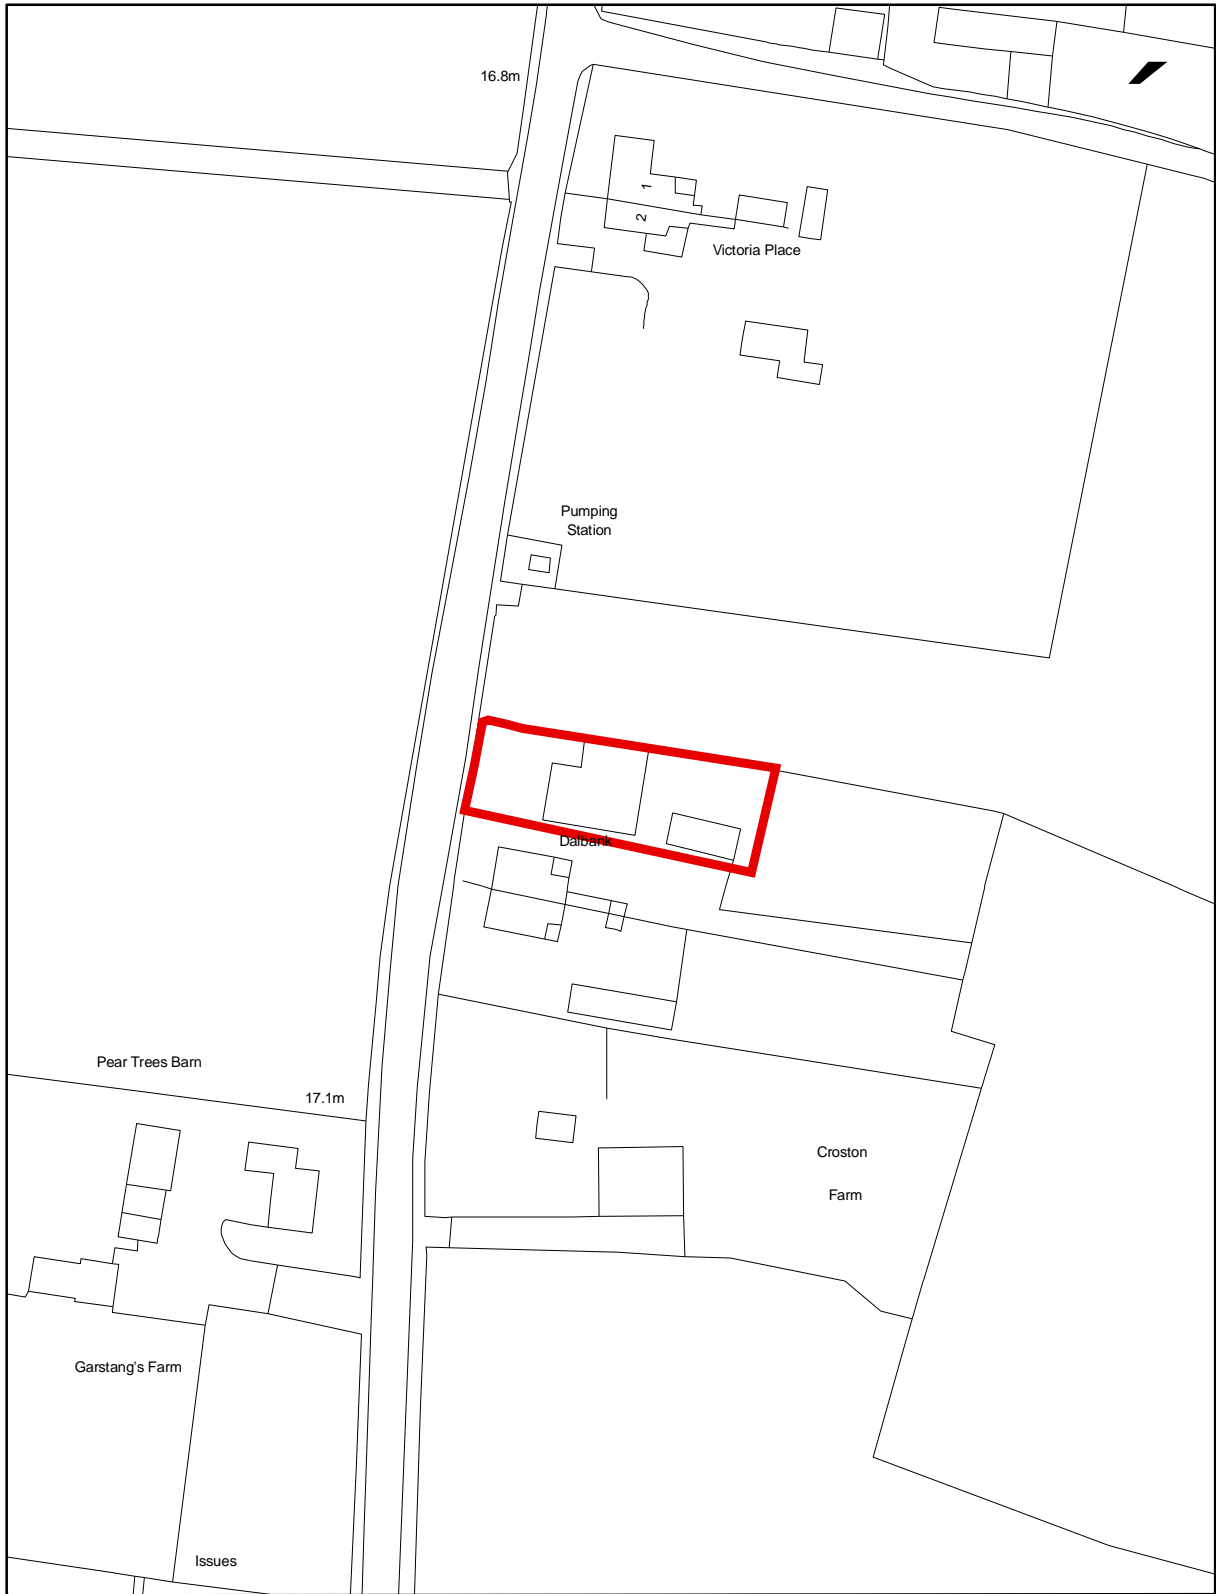 16.8m
1
2
Victoria Place
Pumping
Station
Dalbank
Pear Trees Barn
17.1m
Croston
Farm
Garstang's Farm
Issues